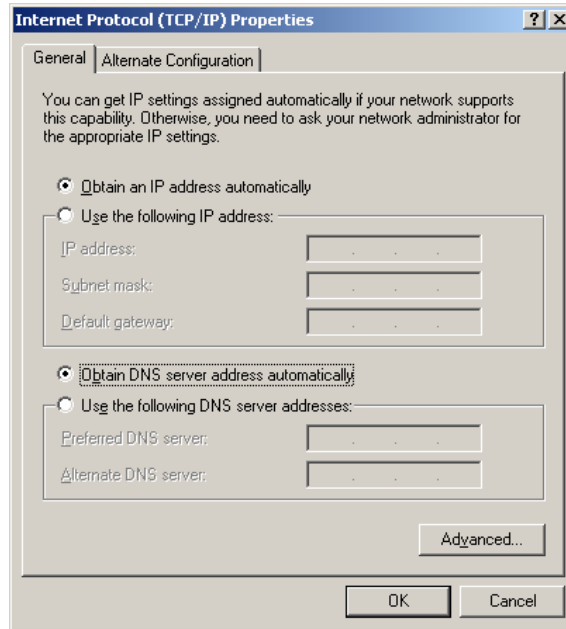 Internet Protocol (TCP/IP) Properties
General
Alternate Configuration
You can get IP settings assigned automatically if your network supports
this capability. Otherwise, you need to ask your network administrator for
the appropriate IP settings.
Obtain an IP address automatically
Use the following IP address:
IP address:
Subnet mask:
Default gateway:
Obtain DNS server address automatically
Use the following DNS server addresses:
Preferred DNS server:
Alternate DNS server:
Advanced...
OK
Cancel